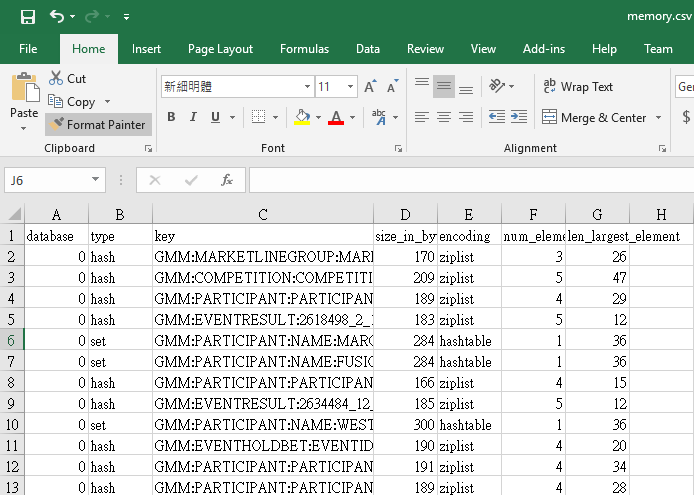 memory.csv
File Home Insert Page Layout Formulas Data Review View Add-ins Help Team
Cut
Copy
Format Painter
Paste
新細明體 11 A A
ab c Wrap Text
Gen
B I U A abc A
Merge & Center $
Clipboard Font Alignment
J6 fx
A B C D E F G H
1 database type key size_in_by encoding num_eleme len_largest_element
2 0 hash GMM:MARKETLINEGROUP:MARI 170 ziplist 3 26
3 0 hash GMM:COMPETITION:COMPETITI 209 ziplist 5 47
4 0 hash GMM:PARTICIPANT:PARTICIPAN 189 ziplist 4 29
5 0 hash GMM:EVENTRESULT:2618498_2_ 183 ziplist 5 12
6 0 set GMM:PARTICIPANT:NAME:MARC 284 hashtable 1 36
7 0 set GMM:PARTICIPANT:NAME:FUSIC 284 hashtable 1 36
8 0 hash GMM:PARTICIPANT:PARTICIPAN 166 ziplist 4 15
9 0 hash GMM:EVENTRESULT:2634484_12_ 185 ziplist 5 12
10 0 set GMM:PARTICIPANT:NAME:WEST 300 hashtable 1 36
11 0 hash GMM:EVENTHOLDBET:EVENTID 190 ziplist 4 20
12 0 hash GMM:PARTICIPANT:PARTICIPAN 191 ziplist 4 34
13 0 hash GMM:PARTICIPANT:PARTICIPAN 189 ziplist 4 28